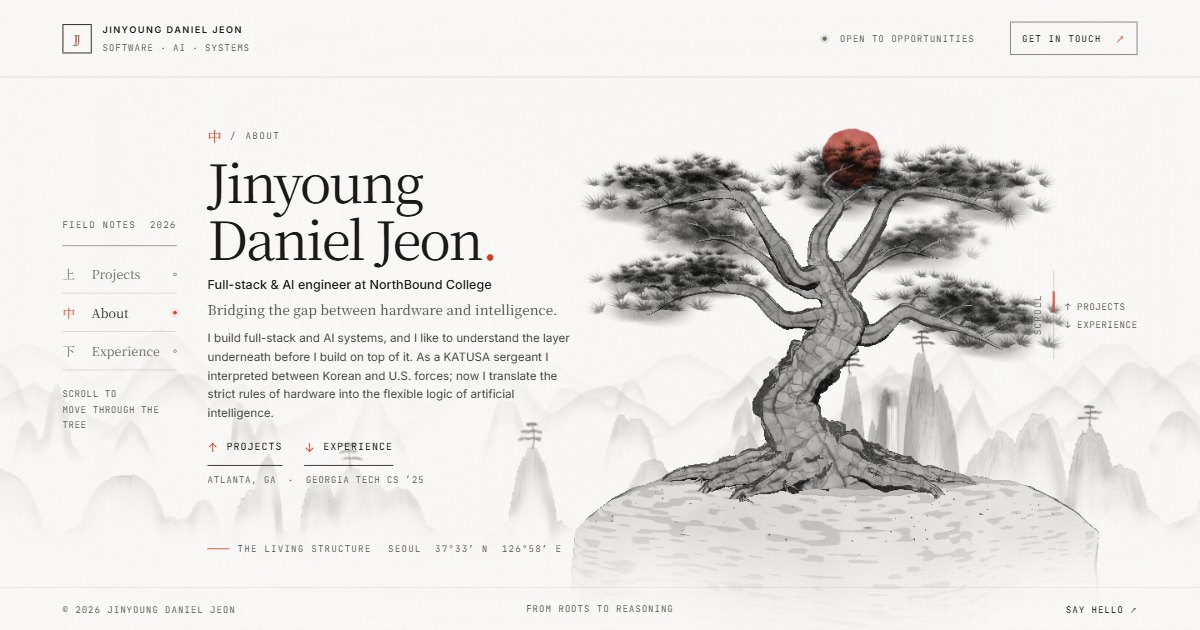 JJ
JINYOUNG DANIEL JEON
SOFTWARE · AI · SYSTEMS
OPEN TO OPPORTUNITIES
GET IN TOUCH ↗
FIELD NOTES 2026
上 Projects
中 About
下 Experience
SCROLL TO
MOVE THROUGH THE
TREE
中 / ABOUT
Jinyoung
Daniel Jeon.
Full-stack & AI engineer at NorthBound College
Bridging the gap between hardware and intelligence.
I build full-stack and AI systems, and I like to understand the layer
underneath before I build on top of it. As a KATUSA sergeant I
interpreted between Korean and U.S. forces; now I translate the
strict rules of hardware into the flexible logic of artificial
intelligence.
↑ PROJECTS ↓ EXPERIENCE
ATLANTA, GA · GEORGIA TECH CS ’25
THE LIVING STRUCTURE SEOUL 37°33′ N 126°58′ E
SCROLL
↑ PROJECTS
↓ EXPERIENCE
© 2026 JINYOUNG DANIEL JEON
FROM ROOTS TO REASONING
SAY HELLO ↗